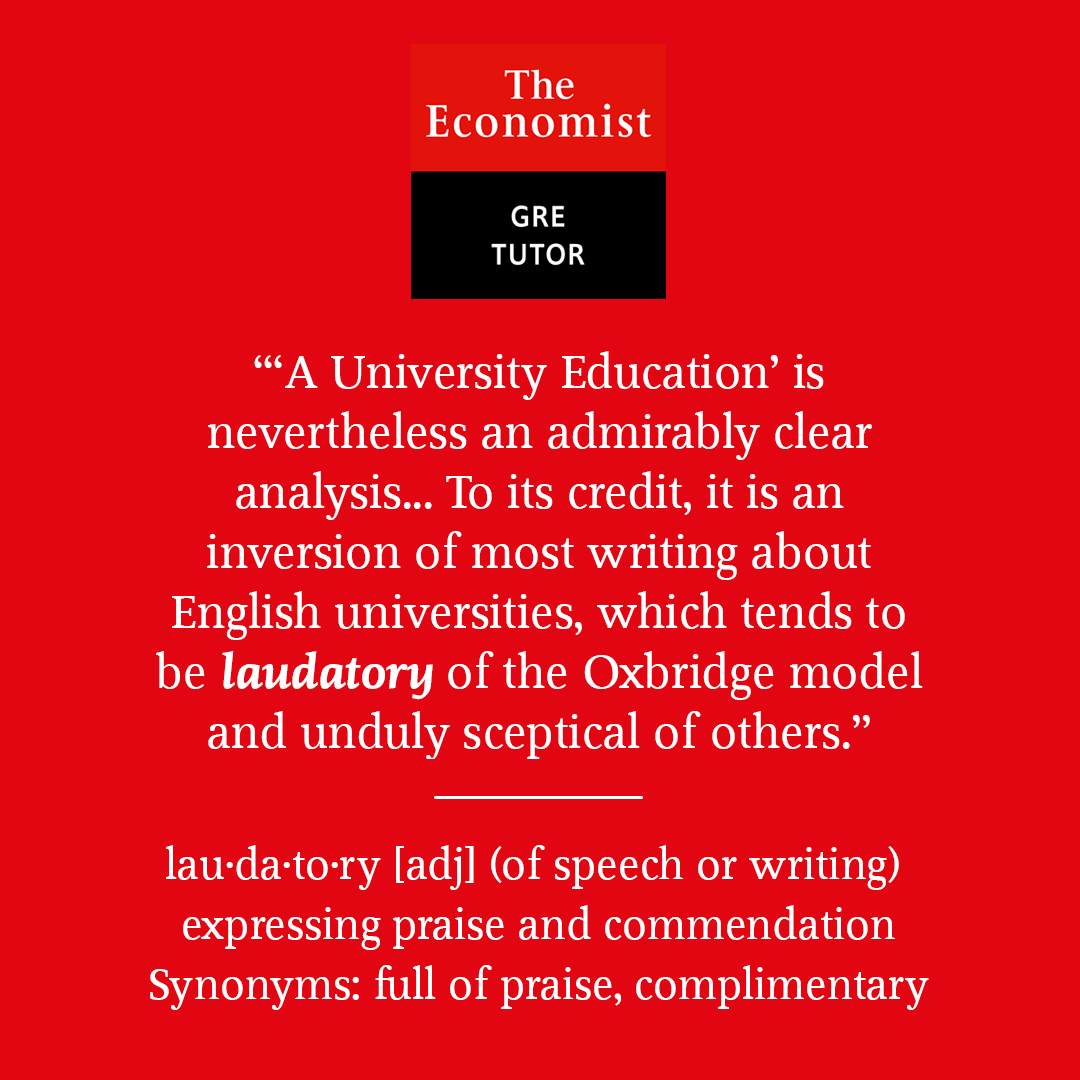 The
Economist
GRE
TUTOR
“‘A University Education’ is
nevertheless an admirably clear
analysis... To its credit, it is an
inversion of most writing about
English universities, which tends to
be laudatory of the Oxbridge model
and unduly sceptical of others.”
lau·da·to·ry [adj] (of speech or writing)
expressing praise and commendation
Synonyms: full of praise, complimentary